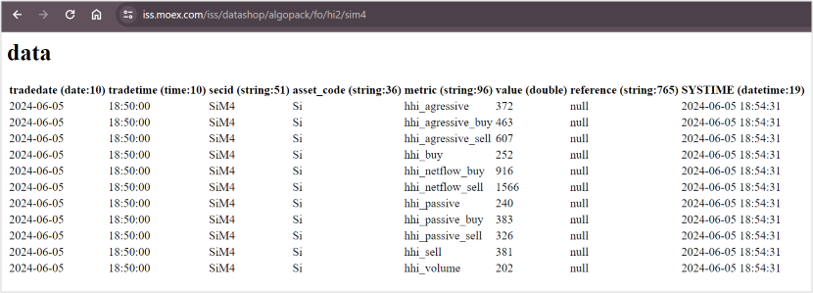 iss.moex.com/iss/datashop/algopack/fo/hi2/sim4
data
tradedate (date:10) tradetime (time:10) secid (string:51) asset_code (string:36) metric (string:96) value (double) reference (string:765) SYSTIME (datetime:19)
2024-06-05 18:50:00 SiM4 Si hhi_agressive 372 null 2024-06-05 18:54:31
2024-06-05 18:50:00 SiM4 Si hhi_agressive_buy 463 null 2024-06-05 18:54:31
2024-06-05 18:50:00 SiM4 Si hhi_agressive_sell 607 null 2024-06-05 18:54:31
2024-06-05 18:50:00 SiM4 Si hhi_buy 252 null 2024-06-05 18:54:31
2024-06-05 18:50:00 SiM4 Si hhi_netflow_buy 916 null 2024-06-05 18:54:31
2024-06-05 18:50:00 SiM4 Si hhi_netflow_sell 1566 null 2024-06-05 18:54:31
2024-06-05 18:50:00 SiM4 Si hhi_passive 240 null 2024-06-05 18:54:31
2024-06-05 18:50:00 SiM4 Si hhi_passive_buy 383 null 2024-06-05 18:54:31
2024-06-05 18:50:00 SiM4 Si hhi_passive_sell 326 null 2024-06-05 18:54:31
2024-06-05 18:50:00 SiM4 Si hhi_sell 381 null 2024-06-05 18:54:31
2024-06-05 18:50:00 SiM4 Si hhi_volume 202 null 2024-06-05 18:54:31